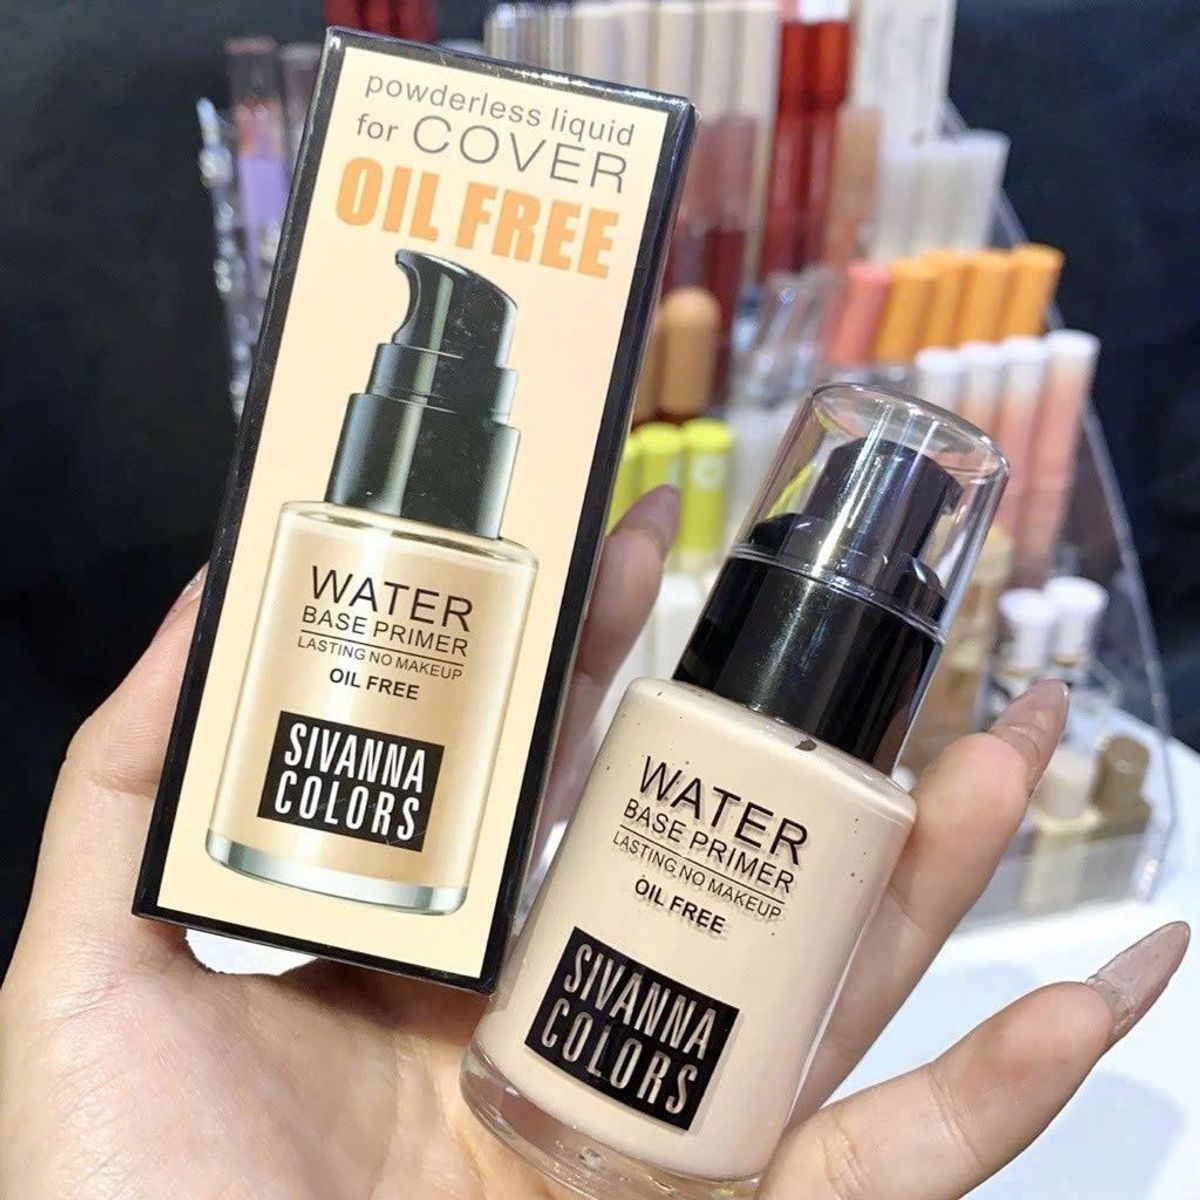 powderless liquid
for COVER
OIL FREE
WATER
BASE PRIMER
LASTING NO MAKEUP
OIL FREE
SIVANNA
COLORS
WATER
BASE PRIMER
LASTING NO MAKEUP
OIL FREE
SIVANNA
COLORS